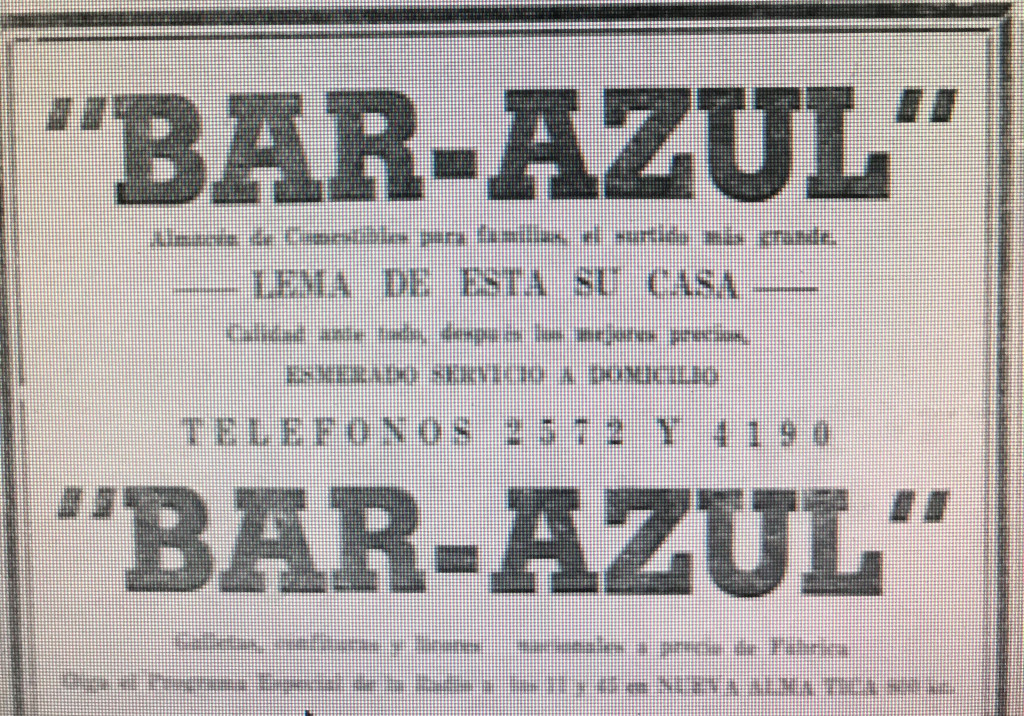 "BAR-AZUL"
Almacén de Comestibles para familias, el surtido más grande.
LEMA DE ESTA SU CASA
Calidad ante todo, después los mejores precios,
ESMERADO SERVICIO A DOMICILIO
TELEFONOS 2572 Y 4190
"BAR-AZUL"
Galletas, confituras y licores nacionales a precio de Fábrica
Oiga el Programa Especial de la Radio a las 11 y 45 en NUEVA ALMA TICA